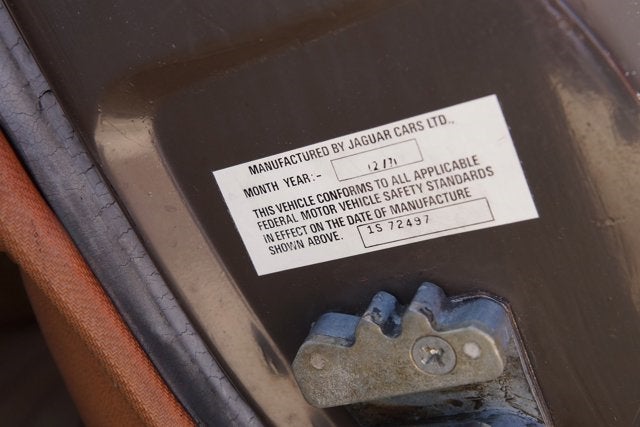 MANUFACTURED BY JAGUAR CARS LTD.,
MONTH YEAR:- 12/71
THIS VEHICLE CONFORMS TO ALL APPLICABLE
FEDERAL MOTOR VEHICLE SAFETY STANDARDS
IN EFFECT ON THE DATE OF MANUFACTURE
SHOWN ABOVE. 1S 72497